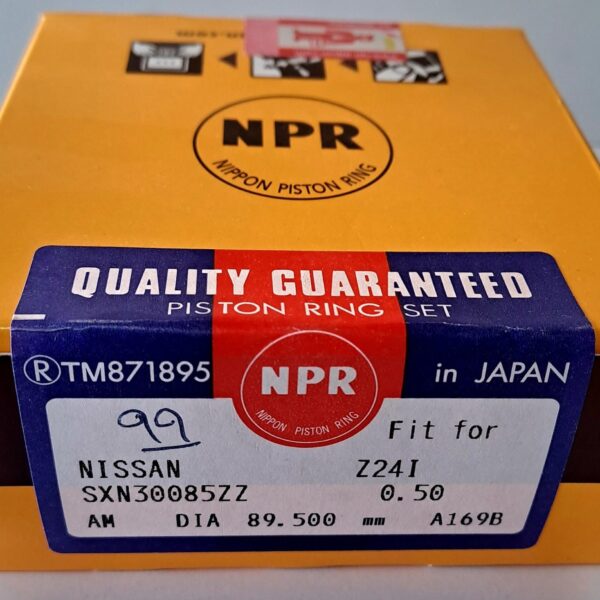 NPR
NIPPON PISTON RING
QUALITY GUARANTEED
PISTON RING SET
®TM871895
NPR
NIPPON PISTON RING
in JAPAN
99
Fit for
NISSAN Z24I
SXN30085ZZ 0.50
AM DIA 89.500 mm A169B